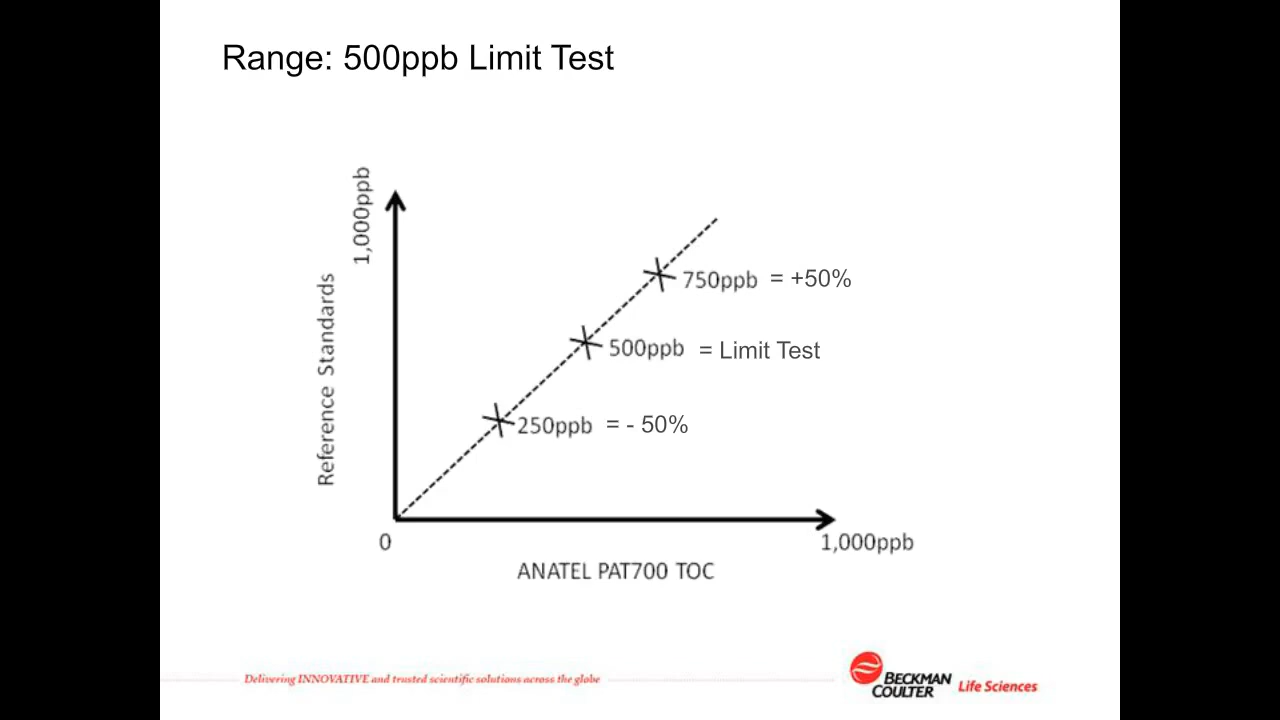 Range: 500ppb Limit Test
1,000ppb
Reference Standards
750ppb = +50%
500ppb = Limit Test
250ppb = - 50%
0
1,000ppb
ANATEL PAT700 TOC
Delivering INNOVATIVE and trusted scientific solutions across the globe
BECKMAN
COULTER Life Sciences